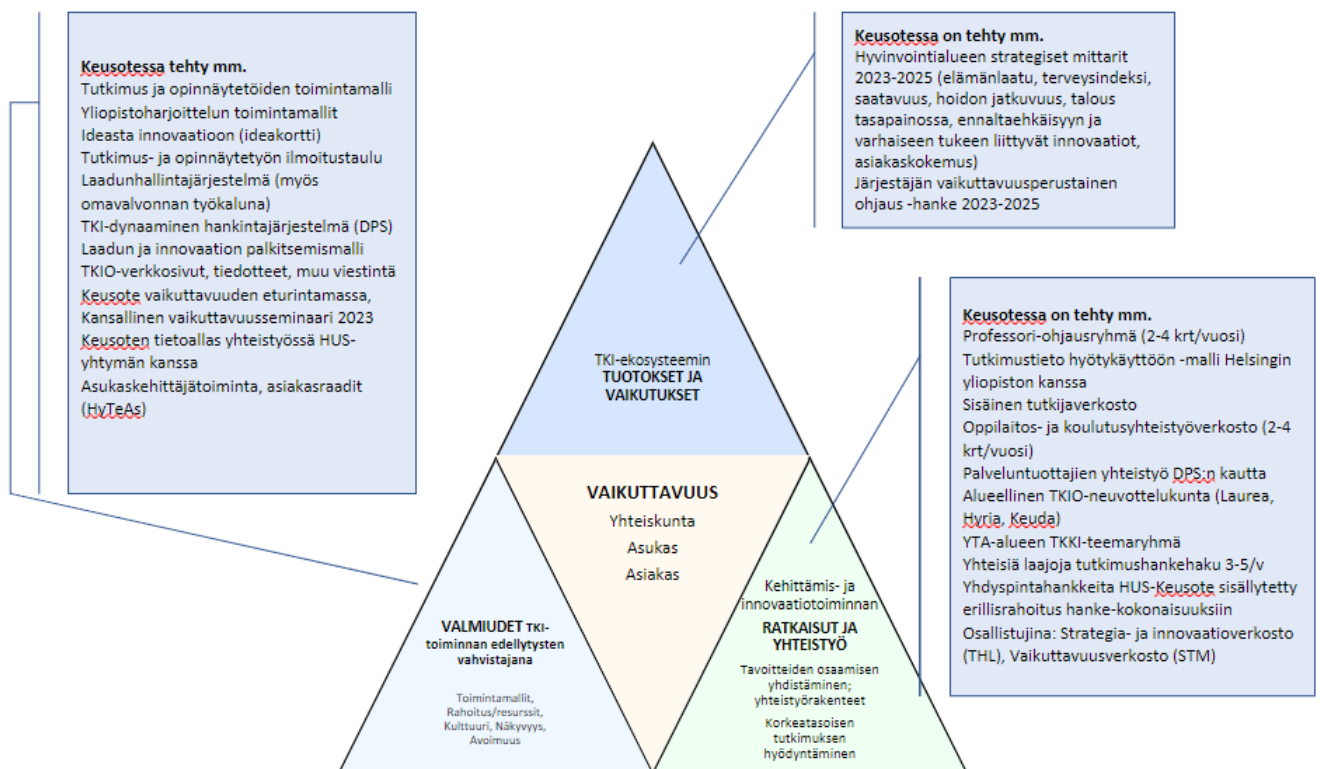 Keusotessa tehty mm.
Tutkimus ja opinnäytetöiden toimintamalli
Yliopistoharjoittelun toimintamallit
Ideasta innovaatioon (ideakortti)
Tutkimus- ja opinnäytetyön ilmoitustaulu
Laadunhallintajärjestelmä (myös
omavalvonnan työkaluna)
TKI-dynaaminen hankintajärjestelmä (DPS)
Laadun ja innovaation palkitsemismalli
TKIO-verkkosivut, tiedotteet, muu viestintä
Keusote vaikuttavuuden eturintamassa,
Kansallinen vaikuttavuusseminaari 2023
Keusoten tietoallas yhteistyössä HUS-
yhtymän kanssa
Asukaskehittäjätoiminta, asiakasraadit
(HyTeAs)
Keusotessa on tehty mm.
Hyvinvointialueen strategiset mittarit
2023-2025 (elämänlaatu, terveysindeksi,
saatavuus, hoidon jatkuvuus, talous
tasapainossa, ennaltaehkäisyyn ja
varhaiseen tukeen liittyvät innovaatiot,
asiakaskokemus)
Järjestäjän vaikuttavuusperustainen
ohjaus -hanke 2023-2025
Keusotessa on tehty mm.
Professori-ohjausryhmä (2-4 krt/vuosi)
Tutkimustieto hyötykäyttöön -malli Helsingin
yliopiston kanssa
Sisäinen tutkijaverkosto
Oppilaitos- ja koulutusyhteistyöverkosto (2-4
krt/vuosi)
Palveluntuottajien yhteistyö DPS:n kautta
Alueellinen TKIO-neuvottelukunta (Laurea,
Hyria, Keuda)
YTA-alueen TKKI-teemaryhmä
Yhteisiä laajoja tutkimushankehaku 3-5/v
Yhdyspintahankkeita HUS-Keusote sisällytetty
erillisrahoitus hanke-kokonaisuuksiin
Osallistujina: Strategia- ja innovaatioverkosto
(THL), Vaikuttavuusverkosto (STM)
TKI-ekosysteemin
TUOTOKSET JA
VAIKUTUKSET
VAIKUTTAVUUS
Yhteiskunta
Asukas
Asiakas
VALMIUDET TKI-
toiminnan edellytysten
vahvistajana
Toimintamallit,
Rahoitus/resurssit,
Kulttuuri, Näkyvyys,
Avoimuus
Kehittämis- ja
innovaatiotoiminnan
RATKAISUT JA
YHTEISTYÖ
Tavoitteiden osaamisen
yhdistäminen;
yhteistyörakenteet
Korkeatasoisen
tutkimuksen
hyödyntäminen